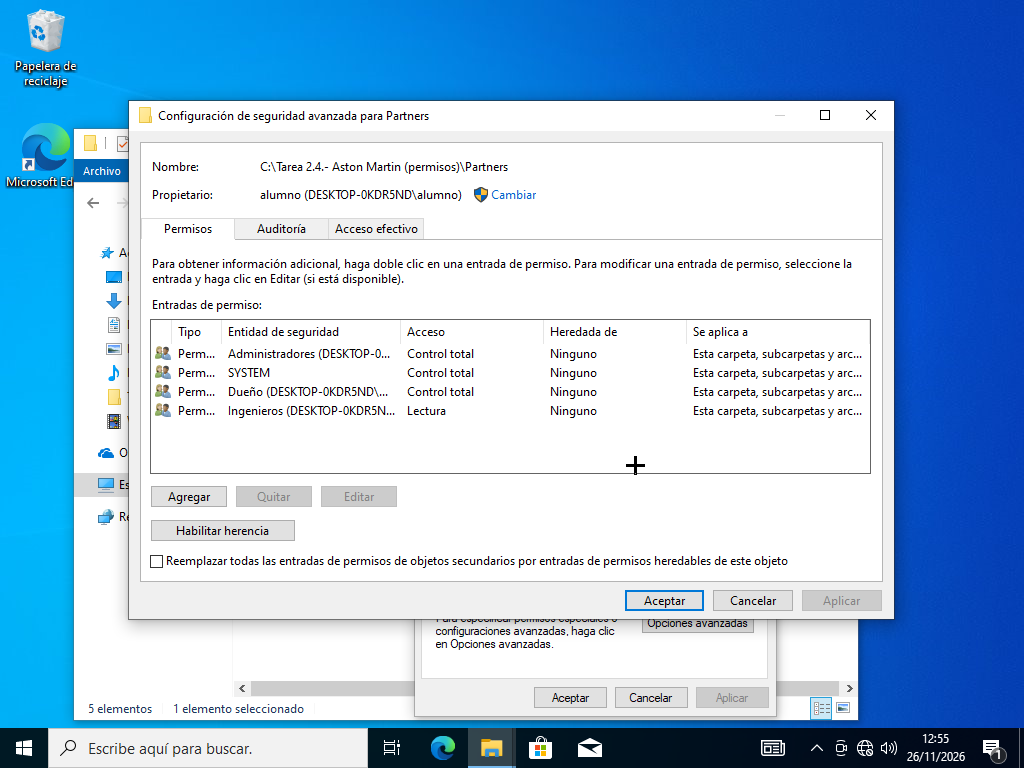 Papelera de
reciclaje
Microsoft Ed
Archivo
Configuración de seguridad avanzada para Partners
Nombre: C:\Tarea 2.4.- Aston Martin (permisos)\Partners
Propietario: alumno (DESKTOP-0KDR5ND\alumno) Cambiar
Permisos Auditoría Acceso efectivo
Para obtener información adicional, haga doble clic en una entrada de permiso. Para modificar una entrada de permiso, seleccione la
entrada y haga clic en Editar (si está disponible).
Entradas de permiso:
Tipo Entidad de seguridad Acceso Heredada de Se aplica a
Perm... Administradores (DESKTOP-0... Control total Ninguno Esta carpeta, subcarpetas y arc...
Perm... SYSTEM Control total Ninguno Esta carpeta, subcarpetas y arc...
Perm... Dueño (DESKTOP-0KDR5ND\... Control total Ninguno Esta carpeta, subcarpetas y arc...
Perm... Ingenieros (DESKTOP-0KDR5N... Lectura Ninguno Esta carpeta, subcarpetas y arc...
Agregar Quitar Editar
Habilitar herencia
Reemplazar todas las entradas de permisos de objetos secundarios por entradas de permisos heredables de este objeto
Aceptar Cancelar Aplicar
Para especificar permisos especiales o
configuraciones avanzadas, haga clic
en Opciones avanzadas.
Opciones avanzadas
Aceptar Cancelar Aplicar
5 elementos 1 elemento seleccionado
Escribe aquí para buscar.
12:55
26/11/2026
1